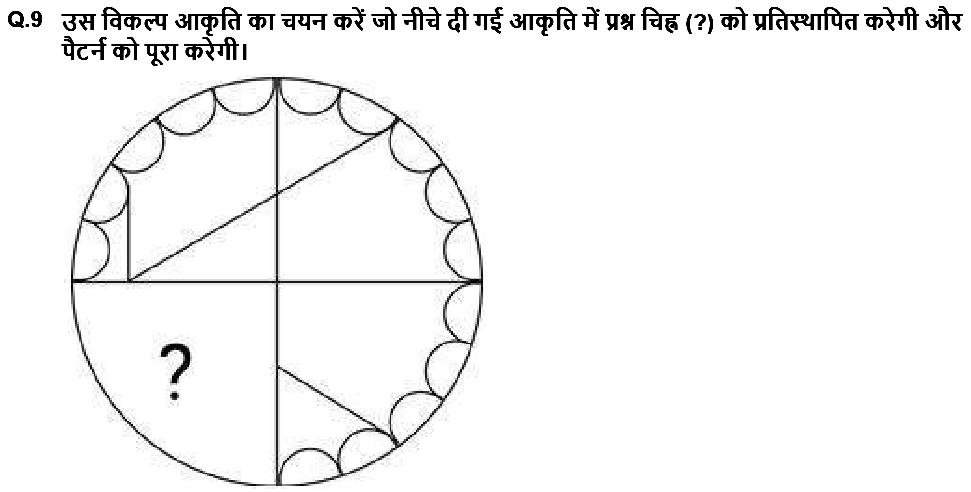 Q.9 उस विकल्प आकृति का चयन करें जो नीचे दी गई आकृति में प्रश्न चिह्न (?) को प्रतिस्थापित करेगी और
पैटर्न को पूरा करेगी।
?